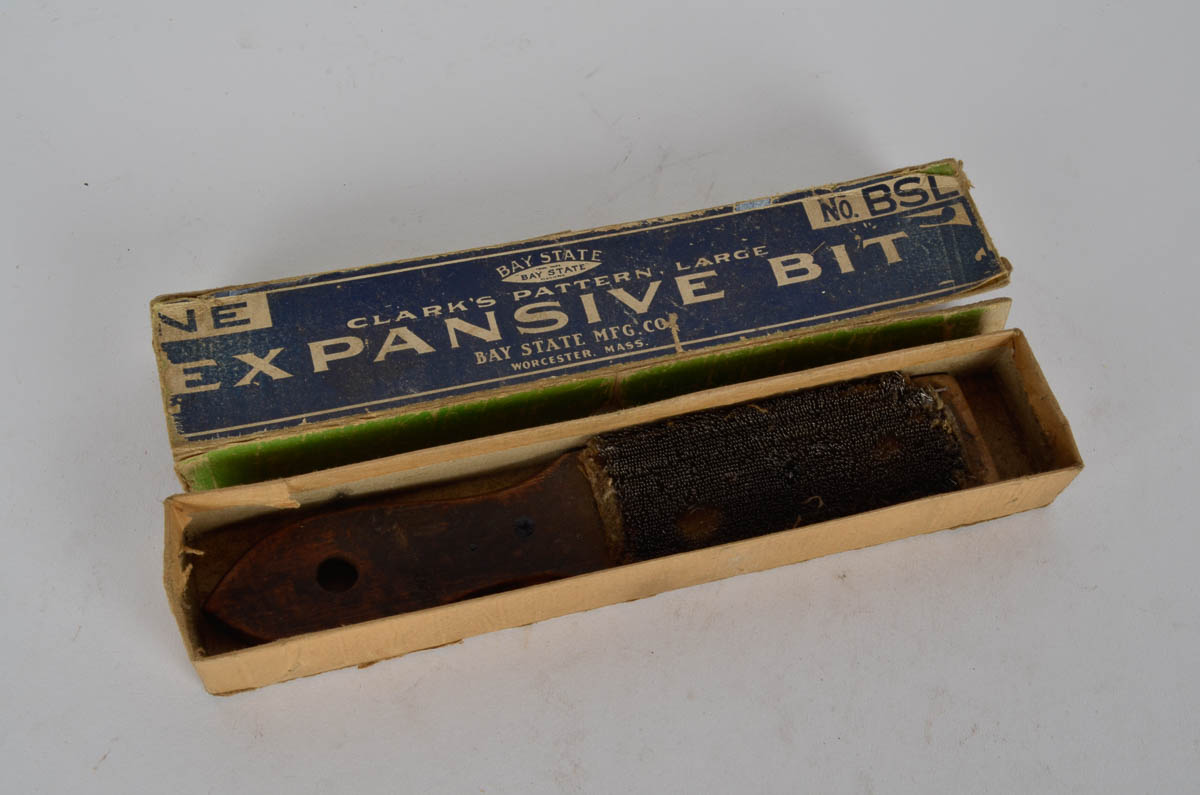 NE
No. BSL
BAY STATE
BAY STATE
CLARK'S PATTERN, LARGE
EXPANSIVE BIT
BAY STATE MFG. CO.
WORCESTER. MASS.